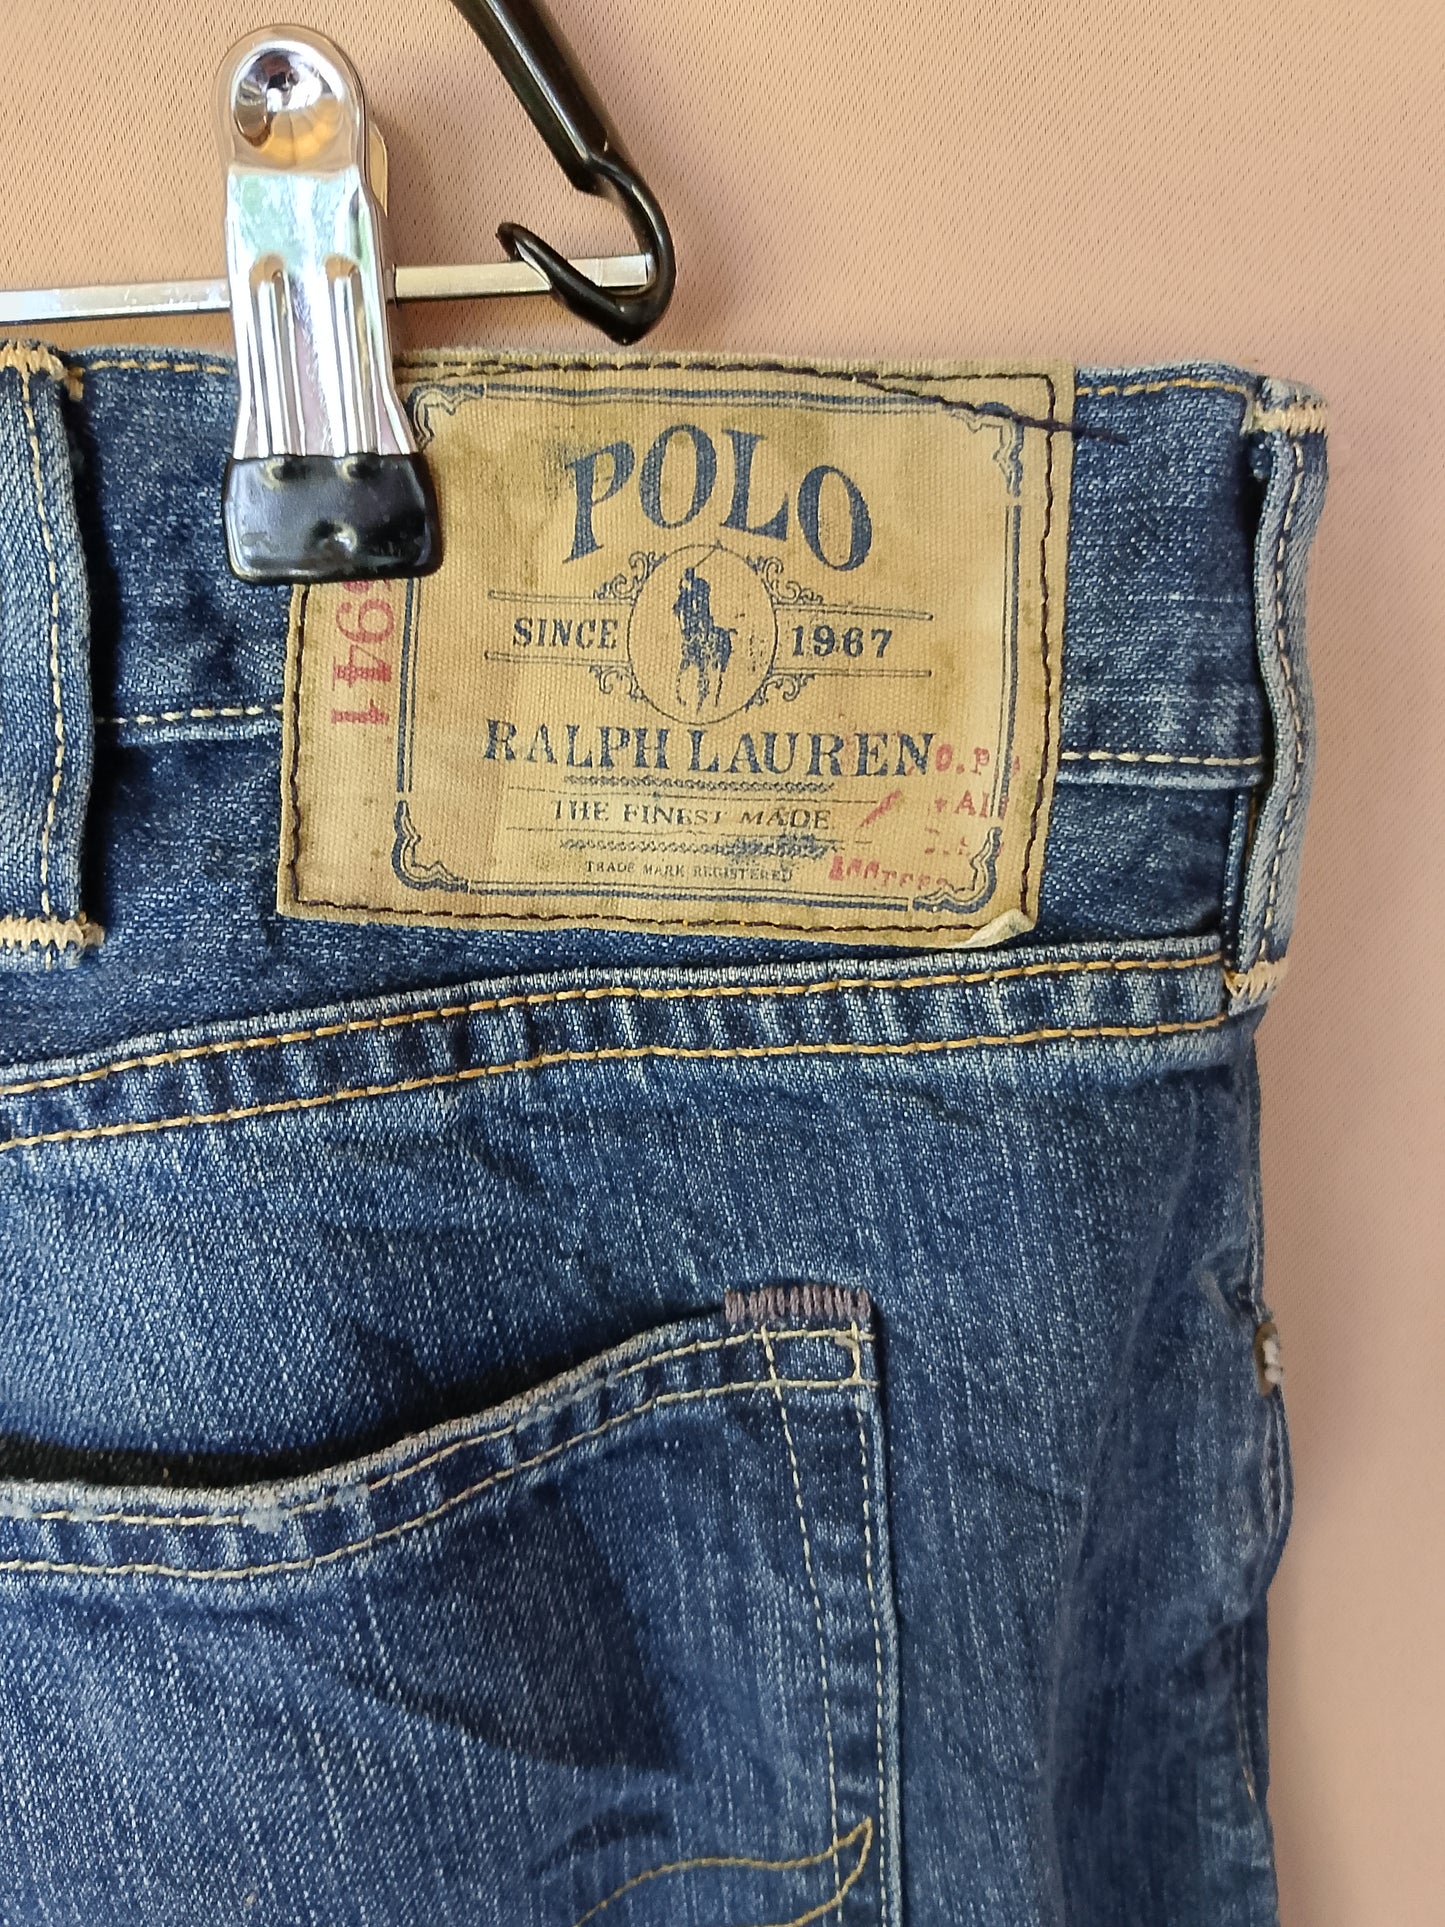 POLO
SINCE 1967
RALPH LAUREN
THE FINEST MADE
TRADE MARK REGISTERED
O.P